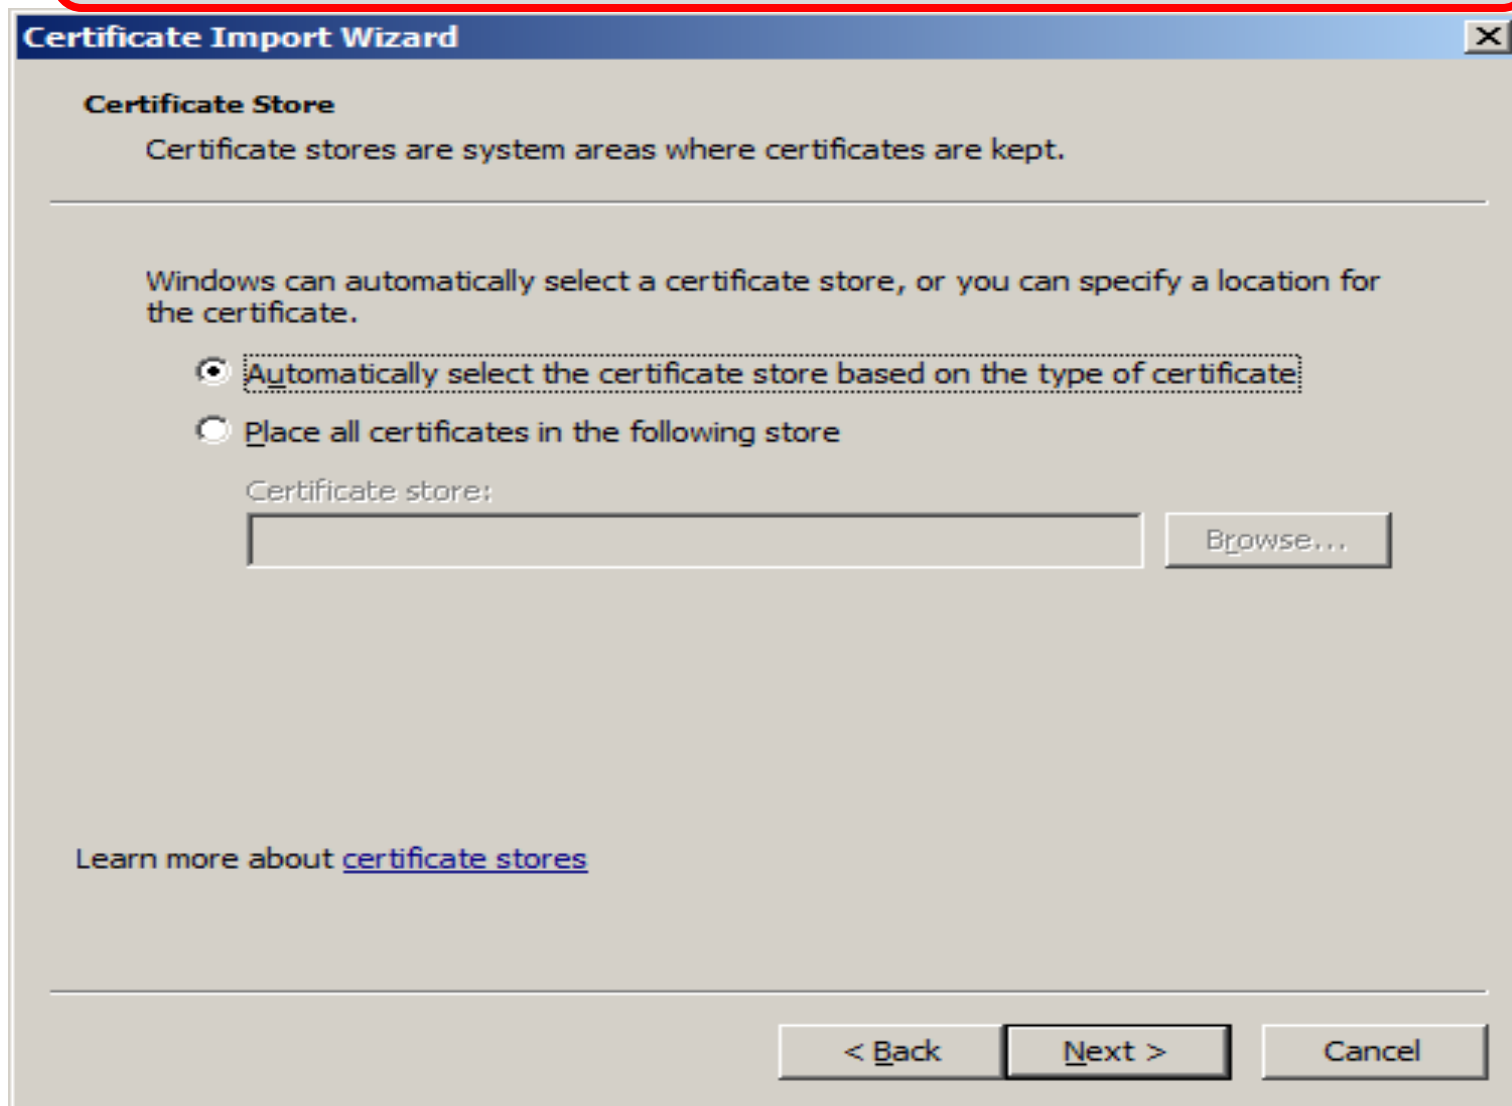 Certificate Import Wizard
Certificate Store
Certificate stores are system areas where certificates are kept.
Windows can automatically select a certificate store, or you can specify a location for
the certificate.
Automatically select the certificate store based on the type of certificate
Place all certificates in the following store
Certificate store:
Browse...
Learn more about certificate stores
< Back Next > Cancel